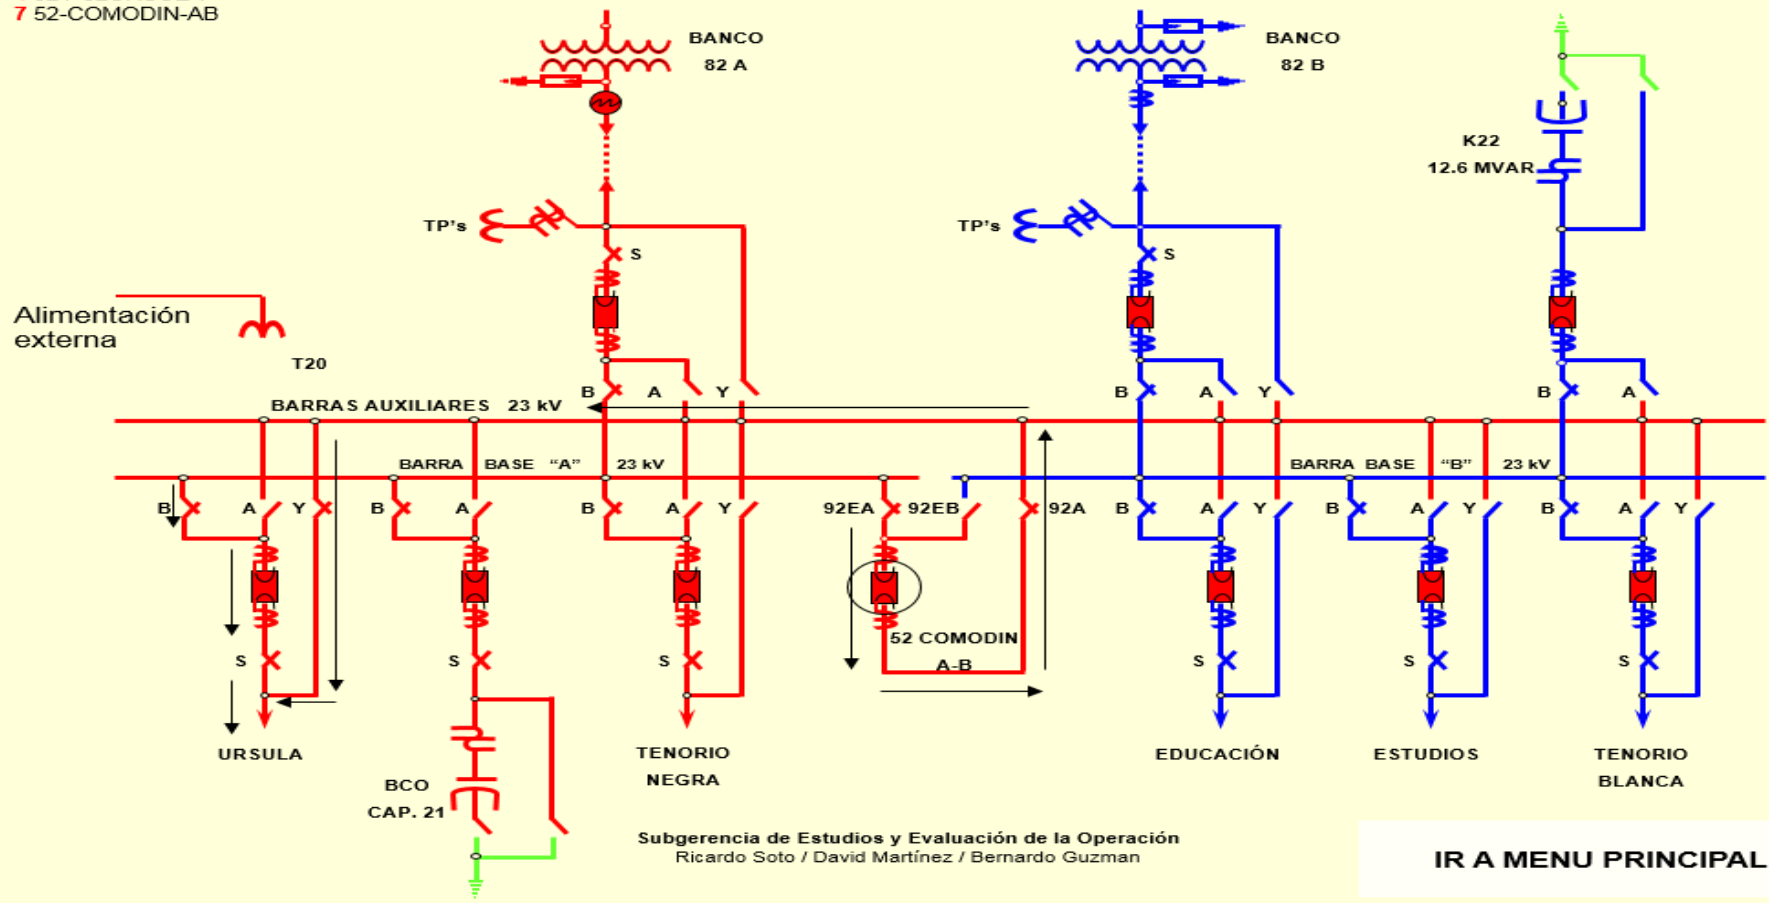 7 52-COMODIN-AB
BANCO
82 A
BANCO
82 B
K22
12.6 MVAR
TP's
TP's
S
S
Alimentación
externa
T20
B
A
Y
B
A
Y
B
A
BARRAS AUXILIARES 23 kV
BARRA BASE “A” 23 kV
BARRA BASE “B” 23 kV
B
A
Y
B
A
B
A
Y
92EA
92EB
92A
B
A
Y
B
A
Y
B
A
Y
52 COMODIN
A-B
S
S
S
S
S
S
URSULA
TENORIO
NEGRA
EDUCACIÓN
ESTUDIOS
TENORIO
BLANCA
BCO
CAP. 21
Subgerencia de Estudios y Evaluación de la Operación
Ricardo Soto / David Martínez / Bernardo Guzman
IR A MENU PRINCIPAL